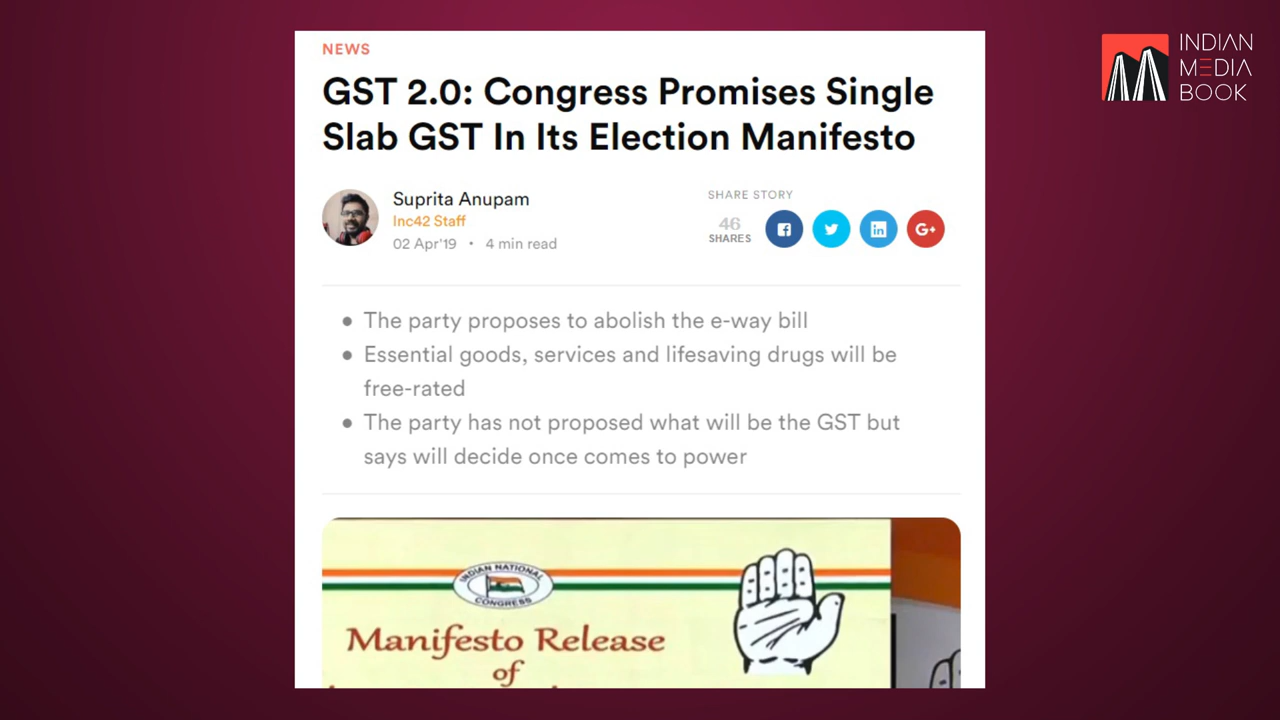 INDIAN
MEDIA
BOOK
NEWS
GST 2.0: Congress Promises Single
Slab GST In Its Election Manifesto
Suprita Anupam
Inc42 Staff
02 Apr'19 • 4 min read
SHARE STORY
46
SHARES
G+
• The party proposes to abolish the e-way bill
• Essential goods, services and lifesaving drugs will be
free-rated
• The party has not proposed what will be the GST but
says will decide once comes to power
INDIAN NATIONAL
CONGRESS
Manifesto Release
of